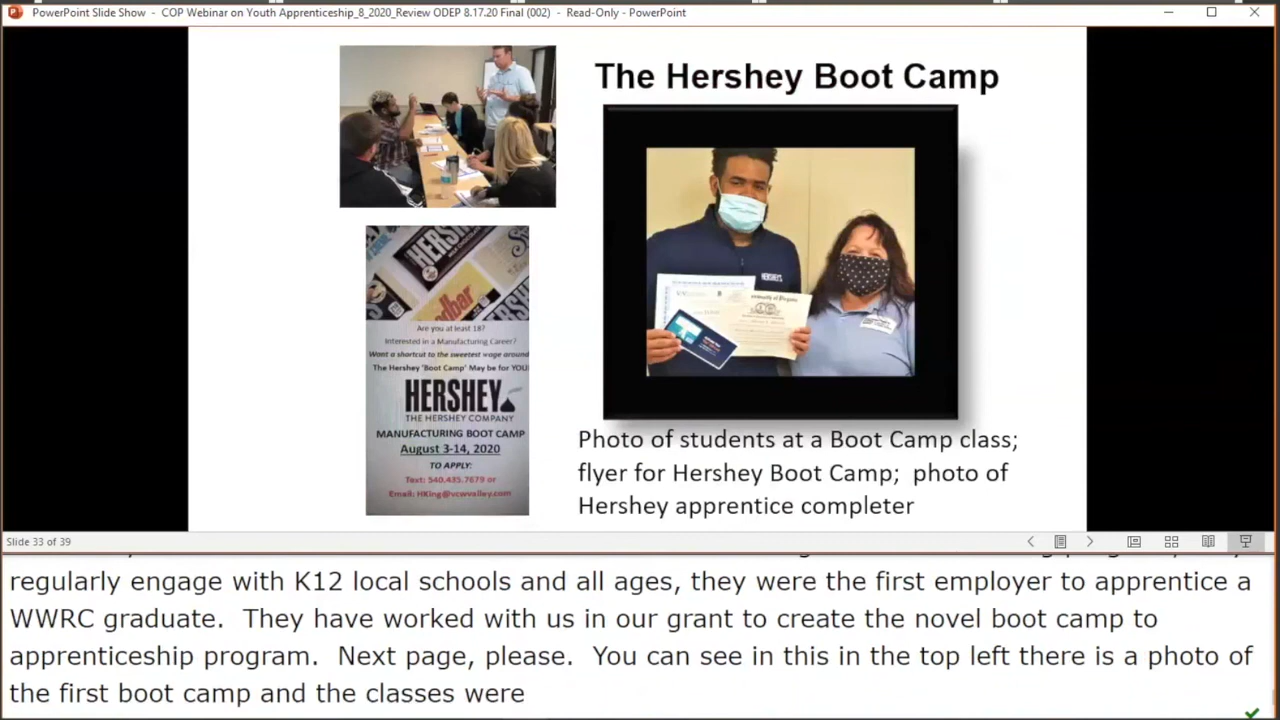 PowerPoint Slide Show - COP Webinar on Youth Apprenticeship_8_2020_Review ODEP 8.17.20 Final (002) - Read-Only - PowerPoint
The Hershey Boot Camp
HERSHEY'S
Are you at least 18?
Interested in a Manufacturing Career?
Want a shortcut to the sweetest wage around
The Hershey 'Boot Camp' May be for YOU
HERSHEY
THE HERSHEY COMPANY
MANUFACTURING BOOT CAMP
August 3-14, 2020
TO APPLY:
Text: 540.435.7679 or
Email: HKing@vcwvalley.com
Photo of students at a Boot Camp class;
flyer for Hershey Boot Camp; photo of
Hershey apprentice completer
Slide 33 of 39
regularly engage with K12 local schools and all ages, they were the first employer to apprentice a
WWRC graduate. They have worked with us in our grant to create the novel boot camp to
apprenticeship program. Next page, please. You can see in this in the top left there is a photo of
the first boot camp and the classes were